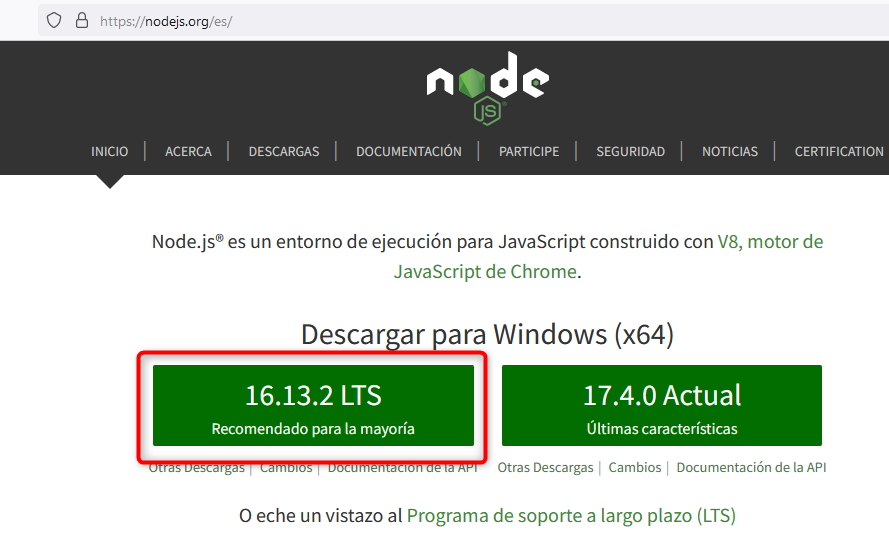 https://nodejs.org/es/
node
JS
INICIO | ACERCA | DESCARGAS | DOCUMENTACIÓN | PARTICIPE | SEGURIDAD | NOTICIAS | CERTIFICATION
Node.js® es un entorno de ejecución para JavaScript construido con V8, motor de
JavaScript de Chrome.
Descargar para Windows (x64)
16.13.2 LTS
Recomendado para la mayoría
17.4.0 Actual
Últimas características
Otras Descargas | Cambios | Documentación de la API
Otras Descargas | Cambios | Documentación de la API
O eche un vistazo al Programa de soporte a largo plazo (LTS)